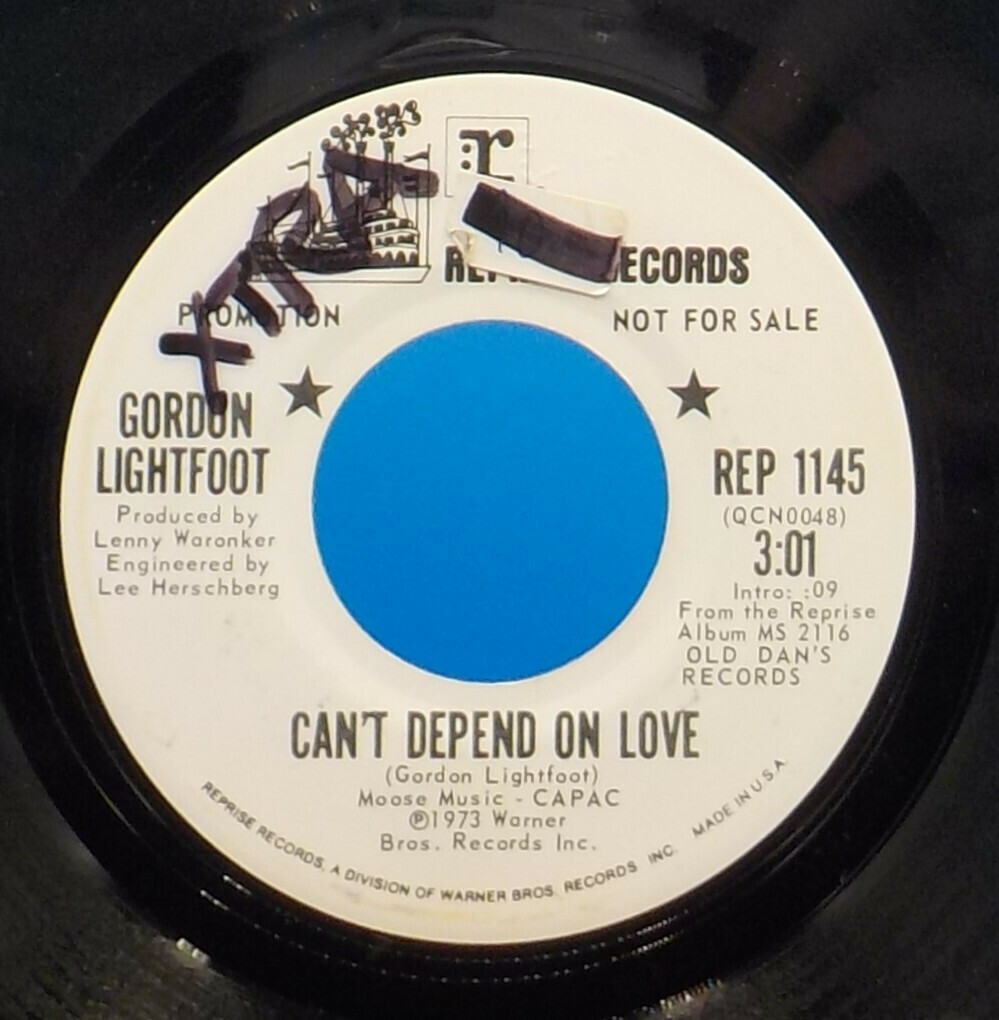 r:
RECORDS
PROMOTION
NOT FOR SALE
GORDON
LIGHTFOOT
Produced by
Lenny Waronker
Engineered by
Lee Herschberg
REP 1145
(QCN0048)
3:01
Intro: :09
From the Reprise
Album MS 2116
OLD DAN'S
RECORDS
CAN'T DEPEND ON LOVE
(Gordon Lightfoot)
Moose Music - CAPAC
℗1973 Warner
Bros. Records Inc.
REPRISE RECORDS, A DIVISION OF WARNER BROS. RECORDS INC. MADE IN U.S.A.